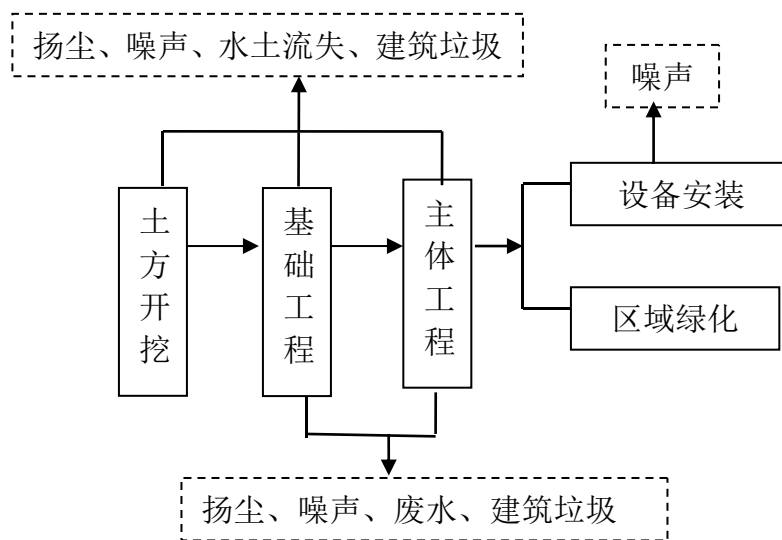 扬尘、噪声、水土流失、建筑垃圾
噪声
土方开挖
基础工程
主体工程
设备安装
区域绿化
扬尘、噪声、废水、建筑垃圾